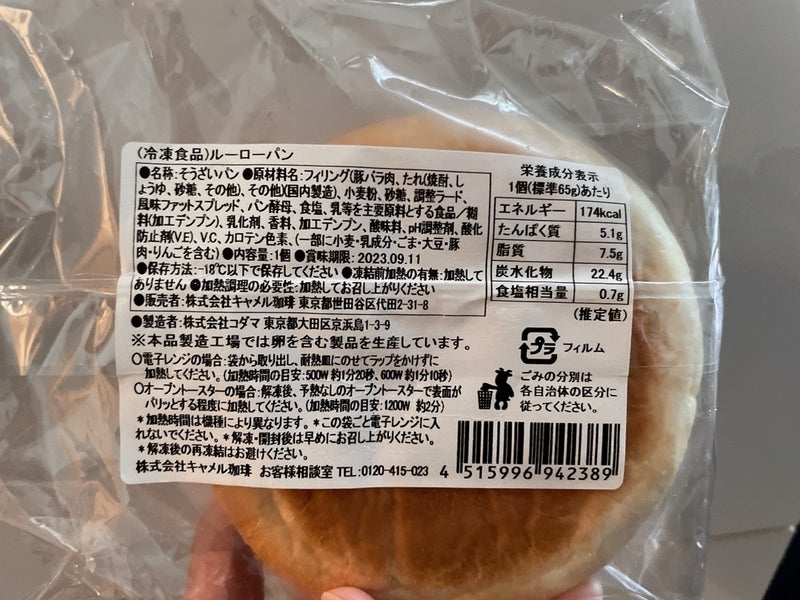 (冷凍食品)ルーローパン
●名称:そうざいパン ●原材料名:フィリング(豚バラ肉、たれ(焼酎、し
ょうゆ、砂糖、その他)、その他)(国内製造)、小麦粉、砂糖、調整ラード、
風味ファットスプレッド、パン酵母、食塩、乳等を主要原料とする食品/糊
料(加工デンプン)、乳化剤、香料、加工デンプン、酸味料、pH調整剤、酸化
防止剤(VE)、V.C、カロテン色素、(一部に小麦・乳成分・ごま・大豆・豚
肉・りんごを含む) ●内容量:1個 ●賞味期限: 2023.09.11
●保存方法:-18℃以下で保存してください ●凍結前加熱の有無:加熱して
ありません ●加熱調理の必要性:加熱してお召し上がりください
●販売者:株式会社キャメル珈琲 東京都世田谷区代田2-31-8
●製造者:株式会社コダマ 東京都大田区京浜島1-3-9
※本品製造工場では卵を含む製品を生産しています。
○電子レンジの場合:袋から取り出し、耐熱皿にのせてラップをかけずに
加熱してください。(加熱時間の目安:500W 約1分20秒、600W 約1分10秒)
○オーブントースターの場合:解凍後、予熱なしのオーブントースターで表面が
パリッとする程度に加熱してください。(加熱時間の目安:1200W 約2分)
*加熱時間は機種により異なります。*この袋ごと電子レンジに入
れないでください。*解凍・開封後は早めにお召し上がりください。
*解凍後の再凍結はお避けください。
株式会社キャメル珈琲 お客様相談室 TEL:0120-415-023
栄養成分表示
1個(標準65g)あたり
エネルギー 174kcal
たんぱく質 5.1g
脂質 7.5g
炭水化物 22.4g
食塩相当量 0.7g
(推定値)
プラ フィルム
ごみの分別は
各自治体の区分に
従ってください。
4 515996 942389